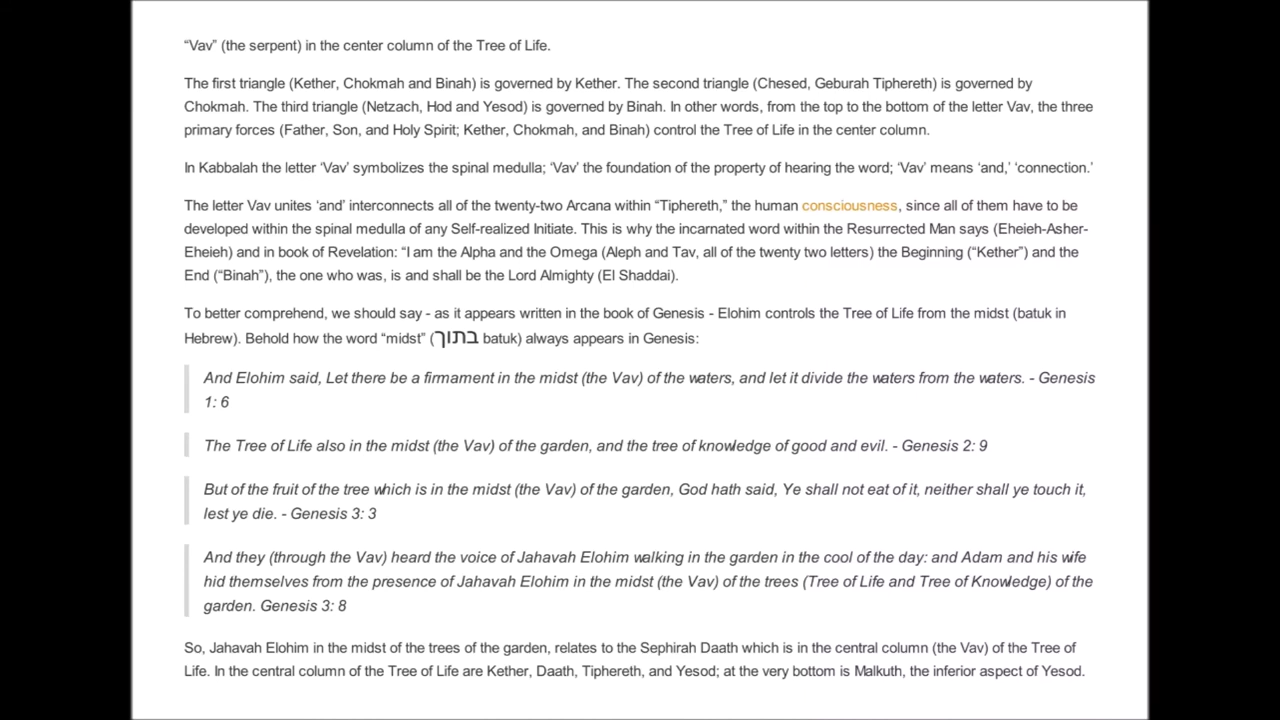 “Vav” (the serpent) in the center column of the Tree of Life.
The first triangle (Kether, Chokmah and Binah) is governed by Kether. The second triangle (Chesed, Geburah Tiphereth) is governed by
Chokmah. The third triangle (Netzach, Hod and Yesod) is governed by Binah. In other words, from the top to the bottom of the letter Vav, the three
primary forces (Father, Son, and Holy Spirit; Kether, Chokmah, and Binah) control the Tree of Life in the center column.
In Kabbalah the letter ‘Vav’ symbolizes the spinal medulla; ‘Vav’ the foundation of the property of hearing the word; ‘Vav’ means ‘and,’ ‘connection.’
The letter Vav unites ‘and’ interconnects all of the twenty-two Arcana within “Tiphereth,” the human consciousness, since all of them have to be
developed within the spinal medulla of any Self-realized Initiate. This is why the incarnated word within the Resurrected Man says (Eheieh-Asher-
Eheieh) and in book of Revelation: “I am the Alpha and the Omega (Aleph and Tav, all of the twenty two letters) the Beginning (“Kether”) and the
End (“Binah”), the one who was, is and shall be the Lord Almighty (El Shaddai).
To better comprehend, we should say - as it appears written in the book of Genesis - Elohim controls the Tree of Life from the midst (batuk in
Hebrew). Behold how the word “midst” (בתוך batuk) always appears in Genesis:
And Elohim said, Let there be a firmament in the midst (the Vav) of the waters, and let it divide the waters from the waters. - Genesis
1: 6
The Tree of Life also in the midst (the Vav) of the garden, and the tree of knowledge of good and evil. - Genesis 2: 9
But of the fruit of the tree which is in the midst (the Vav) of the garden, God hath said, Ye shall not eat of it, neither shall ye touch it,
lest ye die. - Genesis 3: 3
And they (through the Vav) heard the voice of Jahavah Elohim walking in the garden in the cool of the day: and Adam and his wife
hid themselves from the presence of Jahavah Elohim in the midst (the Vav) of the trees (Tree of Life and Tree of Knowledge) of the
garden. Genesis 3: 8
So, Jahavah Elohim in the midst of the trees of the garden, relates to the Sephirah Daath which is in the central column (the Vav) of the Tree of
Life. In the central column of the Tree of Life are Kether, Daath, Tiphereth, and Yesod; at the very bottom is Malkuth, the inferior aspect of Yesod.